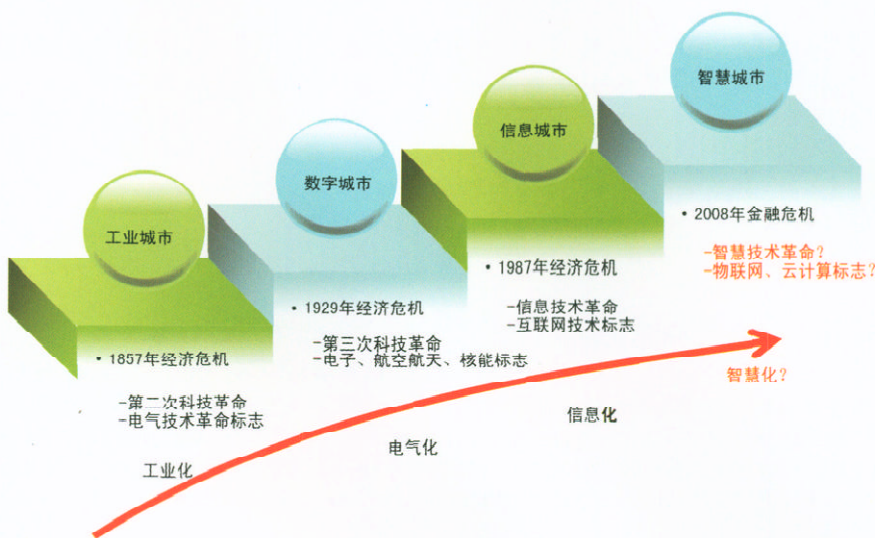 工业城市
• 1857年经济危机
-第二次科技革命
-电气技术革命标志
工业化
数字城市
• 1929年经济危机
-第三次科技革命
-电子、航空航天、核能标志
电气化
信息城市
• 1987年经济危机
-信息技术革命
-互联网技术标志
信息化
智慧城市
• 2008年金融危机
-智慧技术革命?
-物联网、云计算标志?
智慧化?